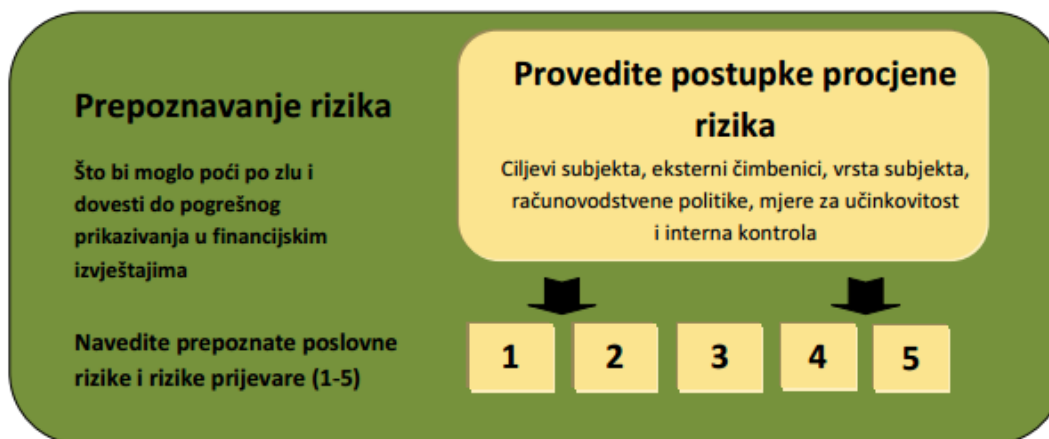 Prepoznavanje rizika
Što bi moglo poći po zlu i
dovesti do pogrešnog
prikazivanja u financijskim
izvještajima
Provedite postupke procjene
rizika
Ciljevi subjekta, eksterni čimbenici, vrsta subjekta,
računovodstvene politike, mjere za učinkovitost
i interna kontrola
Navedite prepoznate poslovne
rizike i rizike prijevare (1-5)
1 2 3 4 5